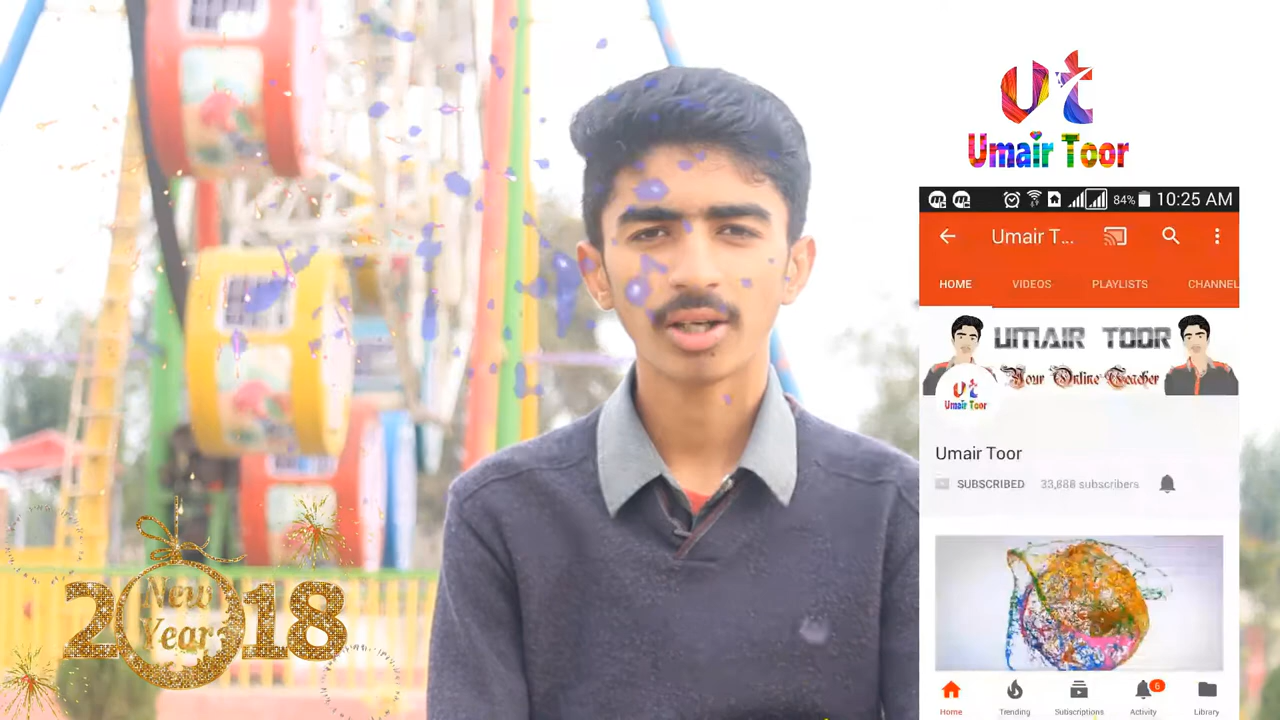 Ut
Umair Toor
84% 10:25 AM
Umair T...
HOME VIDEOS PLAYLISTS CHANNEL
UMAIR TOOR
Your Online Teacher
Ut
Umair Toor
Umair Toor
SUBSCRIBED 33,888 subscribers
2018
New
Year
Home Trending Subscriptions Activity 6 Library